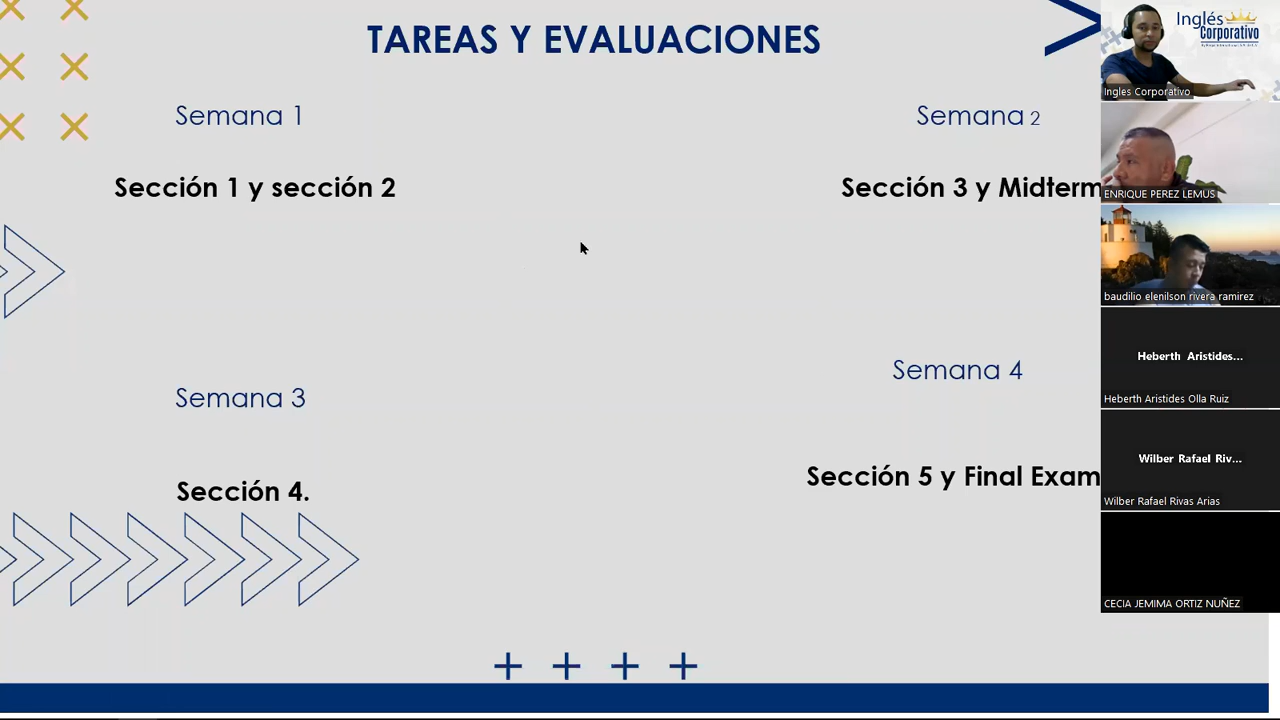 TAREAS Y EVALUACIONES
Semana 1
Semana 2
Sección 1 y sección 2
Sección 3 y Midterm
Semana 3
Semana 4
Sección 4.
Sección 5 y Final Exam
Inglés
Corporativo
Ingles Corporativo
ENRIQUE PEREZ LEMUS
baudilio elenilson rivera ramirez
Heberth Aristides...
Heberth Aristides Olla Ruiz
Wilber Rafael Riv...
Wilber Rafael Rivas Arias
CECIA JEMIMA ORTIZ NUÑEZ